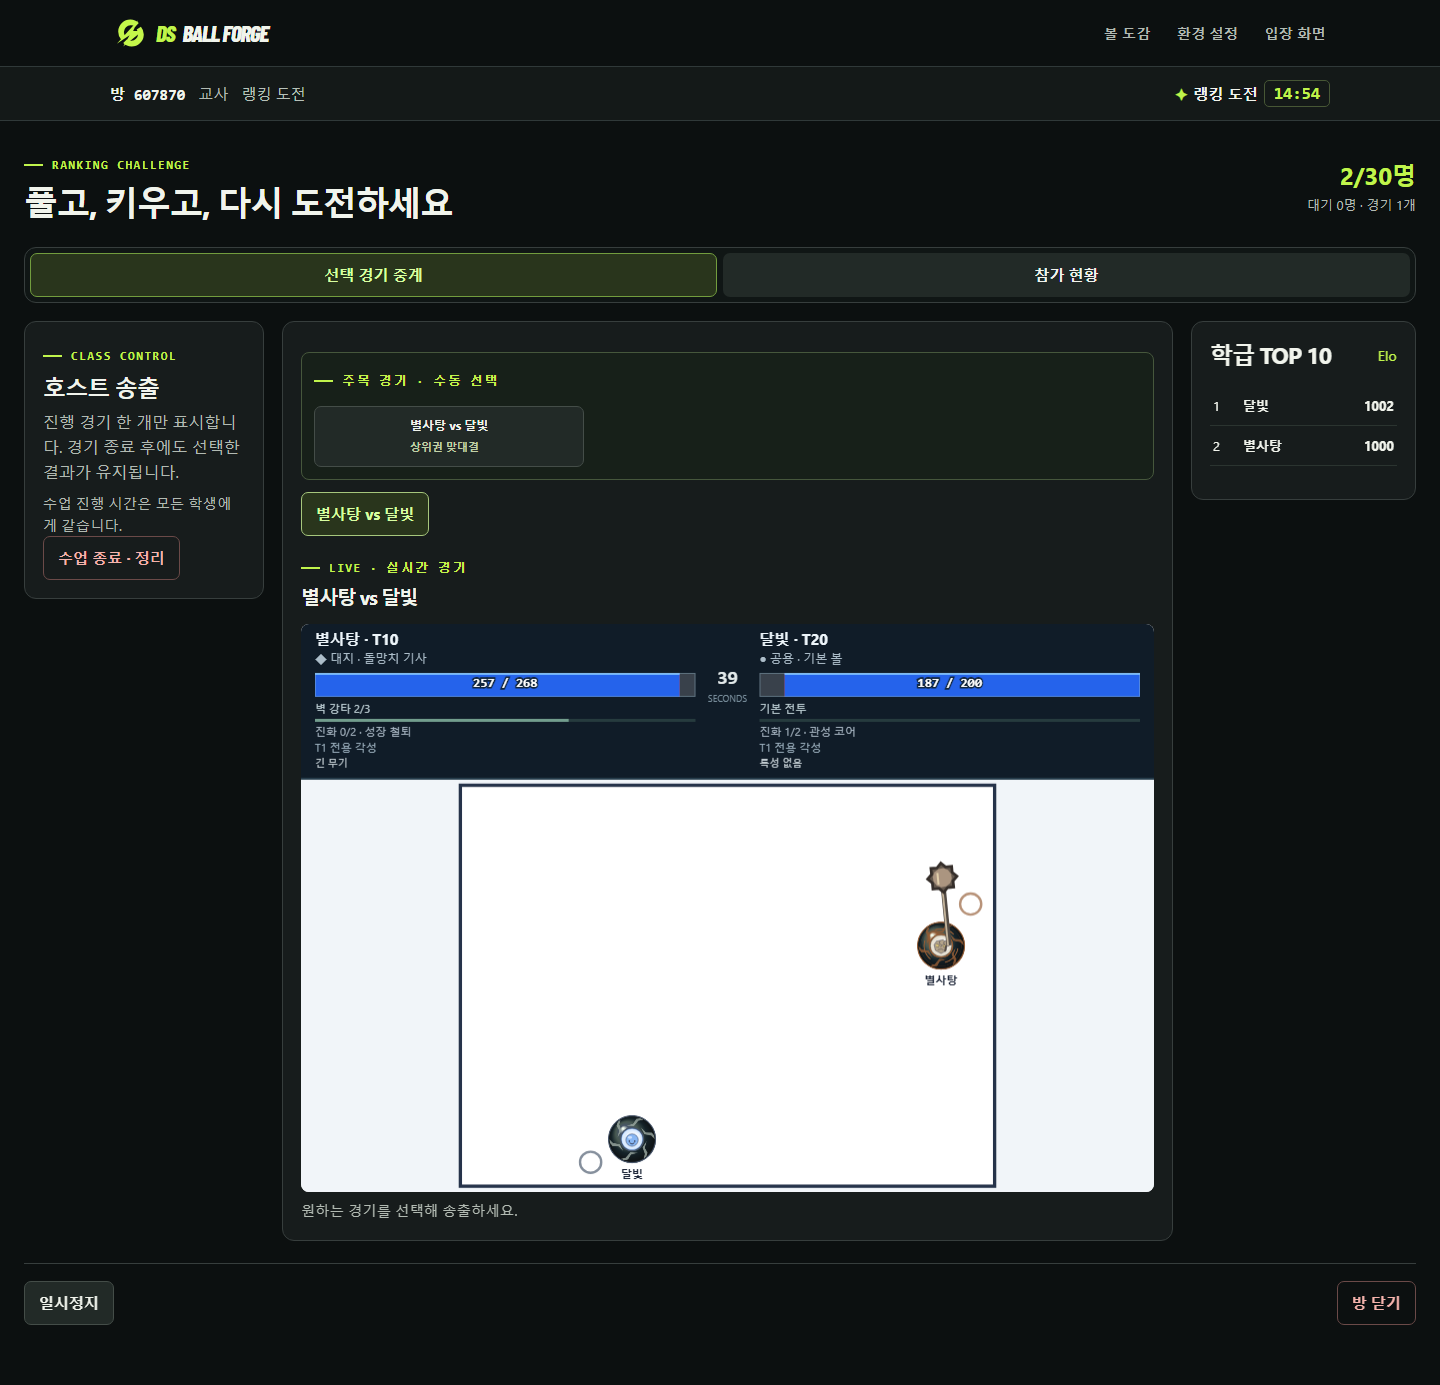 DS BALL FORGE
볼 도감 환경 설정 입장 화면
방 607870 교사 랭킹 도전
✦ 랭킹 도전 14:54
RANKING CHALLENGE
풀고, 키우고, 다시 도전하세요
2/30명
대기 0명 · 경기 1개
선택 경기 중계
참가 현황
CLASS CONTROL
호스트 송출
진행 경기 한 개만 표시합니
다. 경기 종료 후에도 선택한
결과가 유지됩니다.
수업 진행 시간은 모든 학생에
게 같습니다.
수업 종료 · 정리
주목 경기 · 수동 선택
별사탕 vs 달빛
상위권 맞대결
별사탕 vs 달빛
LIVE · 실시간 경기
별사탕 vs 달빛
별사탕 · T10
◆ 대지 · 돌망치 기사
257 / 268
벽 강타 2/3
진화 0/2 · 성장 철퇴
T1 전용 각성
긴 무기
39
SECONDS
달빛 · T20
● 공용 · 기본 볼
187 / 200
기본 전투
진화 1/2 · 관성 코어
T1 전용 각성
특성 없음
별사탕
달빛
원하는 경기를 선택해 송출하세요.
학급 TOP 10 Elo
1 달빛 1002
2 별사탕 1000
일시정지
방 닫기